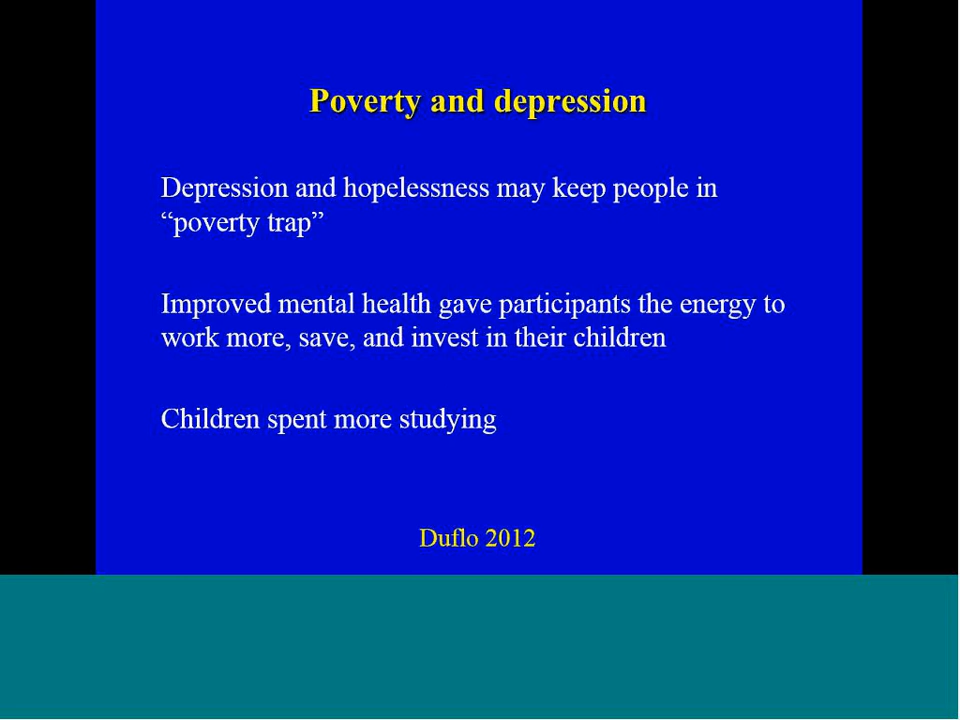 Poverty and depression
Depression and hopelessness may keep people in
“poverty trap”
Improved mental health gave participants the energy to
work more, save, and invest in their children
Children spent more studying
Duflo 2012